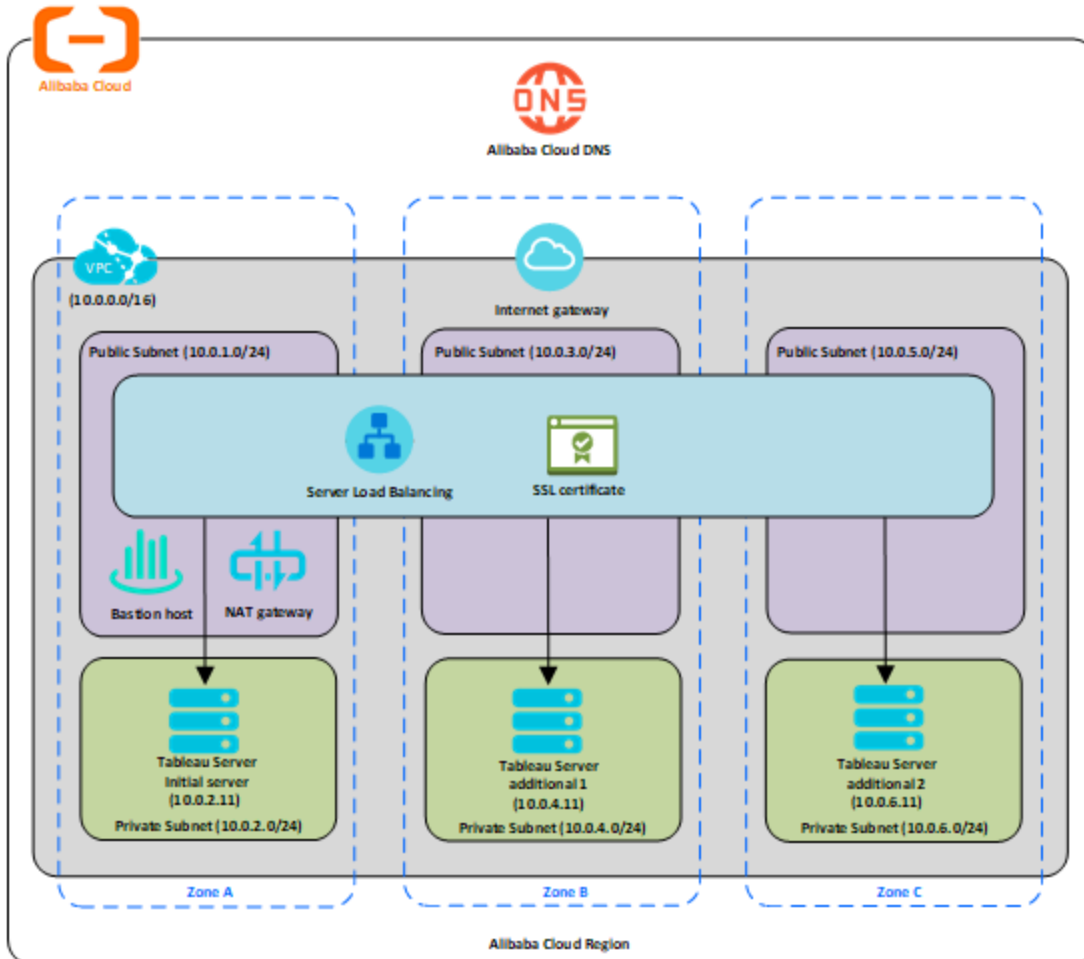 Alibaba Cloud
DNS
Alibaba Cloud DNS
VPC
(10.0.0.0/16)
Internet gateway
Public Subnet (10.0.1.0/24)
Public Subnet (10.0.3.0/24)
Public Subnet (10.0.5.0/24)
Server Load Balancing
SSL certificate
Bastion host
NAT gateway
Tableau Server
Initial server
(10.0.2.11)
Private Subnet (10.0.2.0/24)
Tableau Server
additional 1
(10.0.4.11)
Private Subnet (10.0.4.0/24)
Tableau Server
additional 2
(10.0.6.11)
Private Subnet (10.0.6.0/24)
Zone A
Zone B
Zone C
Alibaba Cloud Region